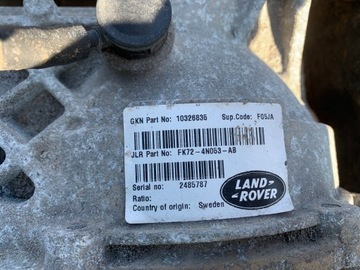 GKN Part No: 10326835 Sup.Code: F05JA
JLR Part No: FK72-4N053-AB
Serial no: 2485787
Ratio:
Country of origin: Sweden
LAND-
ROVER